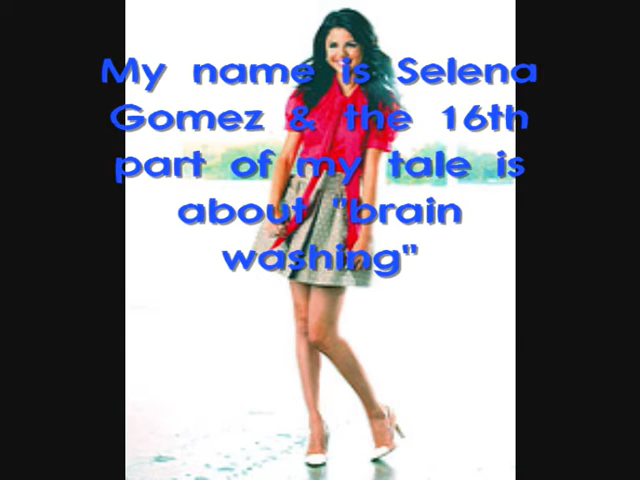 My name is Selena
Gomez & the 16th
part of my tale is
about "brain
washing"